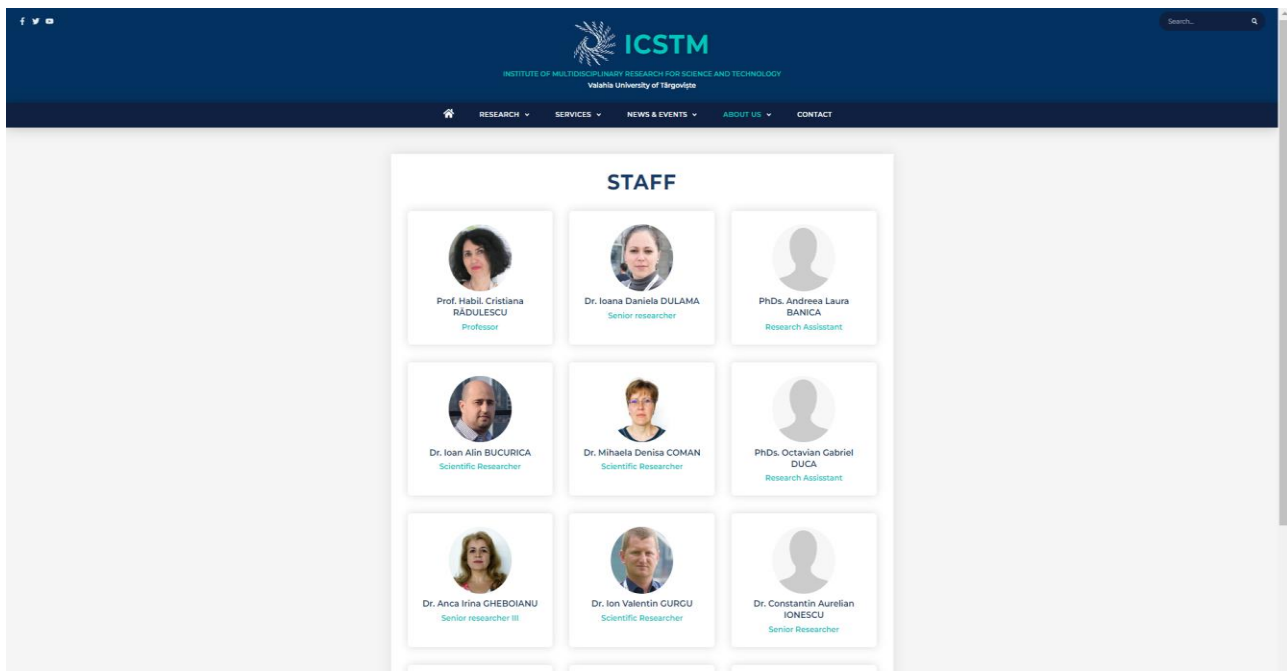 Search...
ICSTM
INSTITUTE OF MULTIDISCIPLINARY RESEARCH FOR SCIENCE AND TECHNOLOGY
Valahia University of Târgoviște
RESEARCH
SERVICES
NEWS & EVENTS
ABOUT US
CONTACT
STAFF
Prof. Habil. Cristiana
RĂDULESCU
Professor
Dr. Ioana Daniela DULAMA
Senior researcher
PhDs. Andreea Laura
BANICA
Research Assisstant
Dr. Ioan Alin BUCURICA
Scientific Researcher
Dr. Mihaela Denisa COMAN
Scientific Researcher
PhDs. Octavian Gabriel
DUCA
Research Assisstant
Dr. Anca Irina GHEBOIANU
Senior researcher III
Dr. Ion Valentin GURGU
Scientific Researcher
Dr. Constantin Aurelian
IONESCU
Senior Researcher